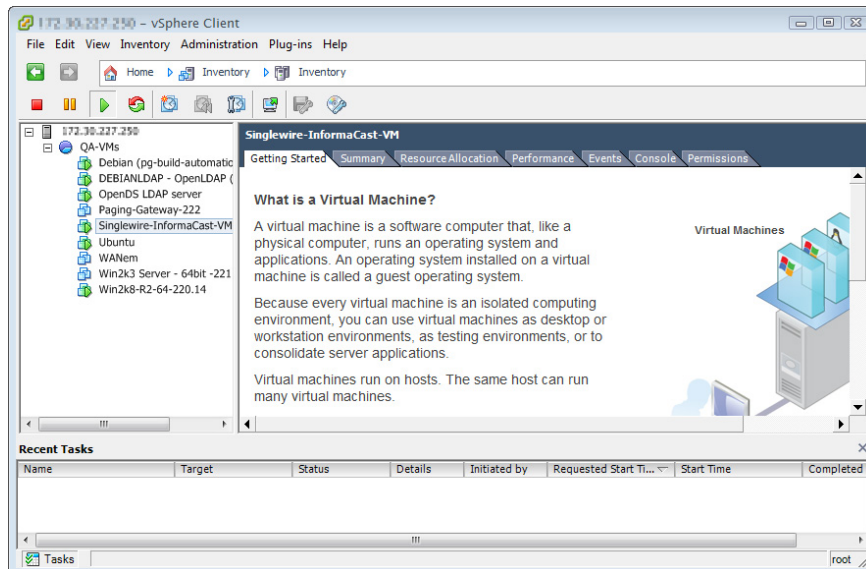 172.30.227.250 - vSphere Client
File Edit View Inventory Administration Plug-ins Help
Home Inventory Inventory
172.30.227.250
QA-VMs
Debian (pg-build-automatic
DEBIANLDAP - OpenLDAP (
OpenDS LDAP server
Paging-Gateway-222
Singlewire-InformaCast-VM
Ubuntu
WANem
Win2k3 Server - 64bit -221
Win2k8-R2-64-220.14
Singlewire-InformaCast-VM
Getting Started Summary Resource Allocation Performance Events Console Permissions
What is a Virtual Machine?
A virtual machine is a software computer that, like a
physical computer, runs an operating system and
applications. An operating system installed on a virtual
machine is called a guest operating system.
Because every virtual machine is an isolated computing
environment, you can use virtual machines as desktop or
workstation environments, as testing environments, or to
consolidate server applications.
Virtual machines run on hosts. The same host can run
many virtual machines.
Virtual Machines
Recent Tasks
Name Target Status Details Initiated by Requested Start Ti... Start Time Completed
Tasks
root